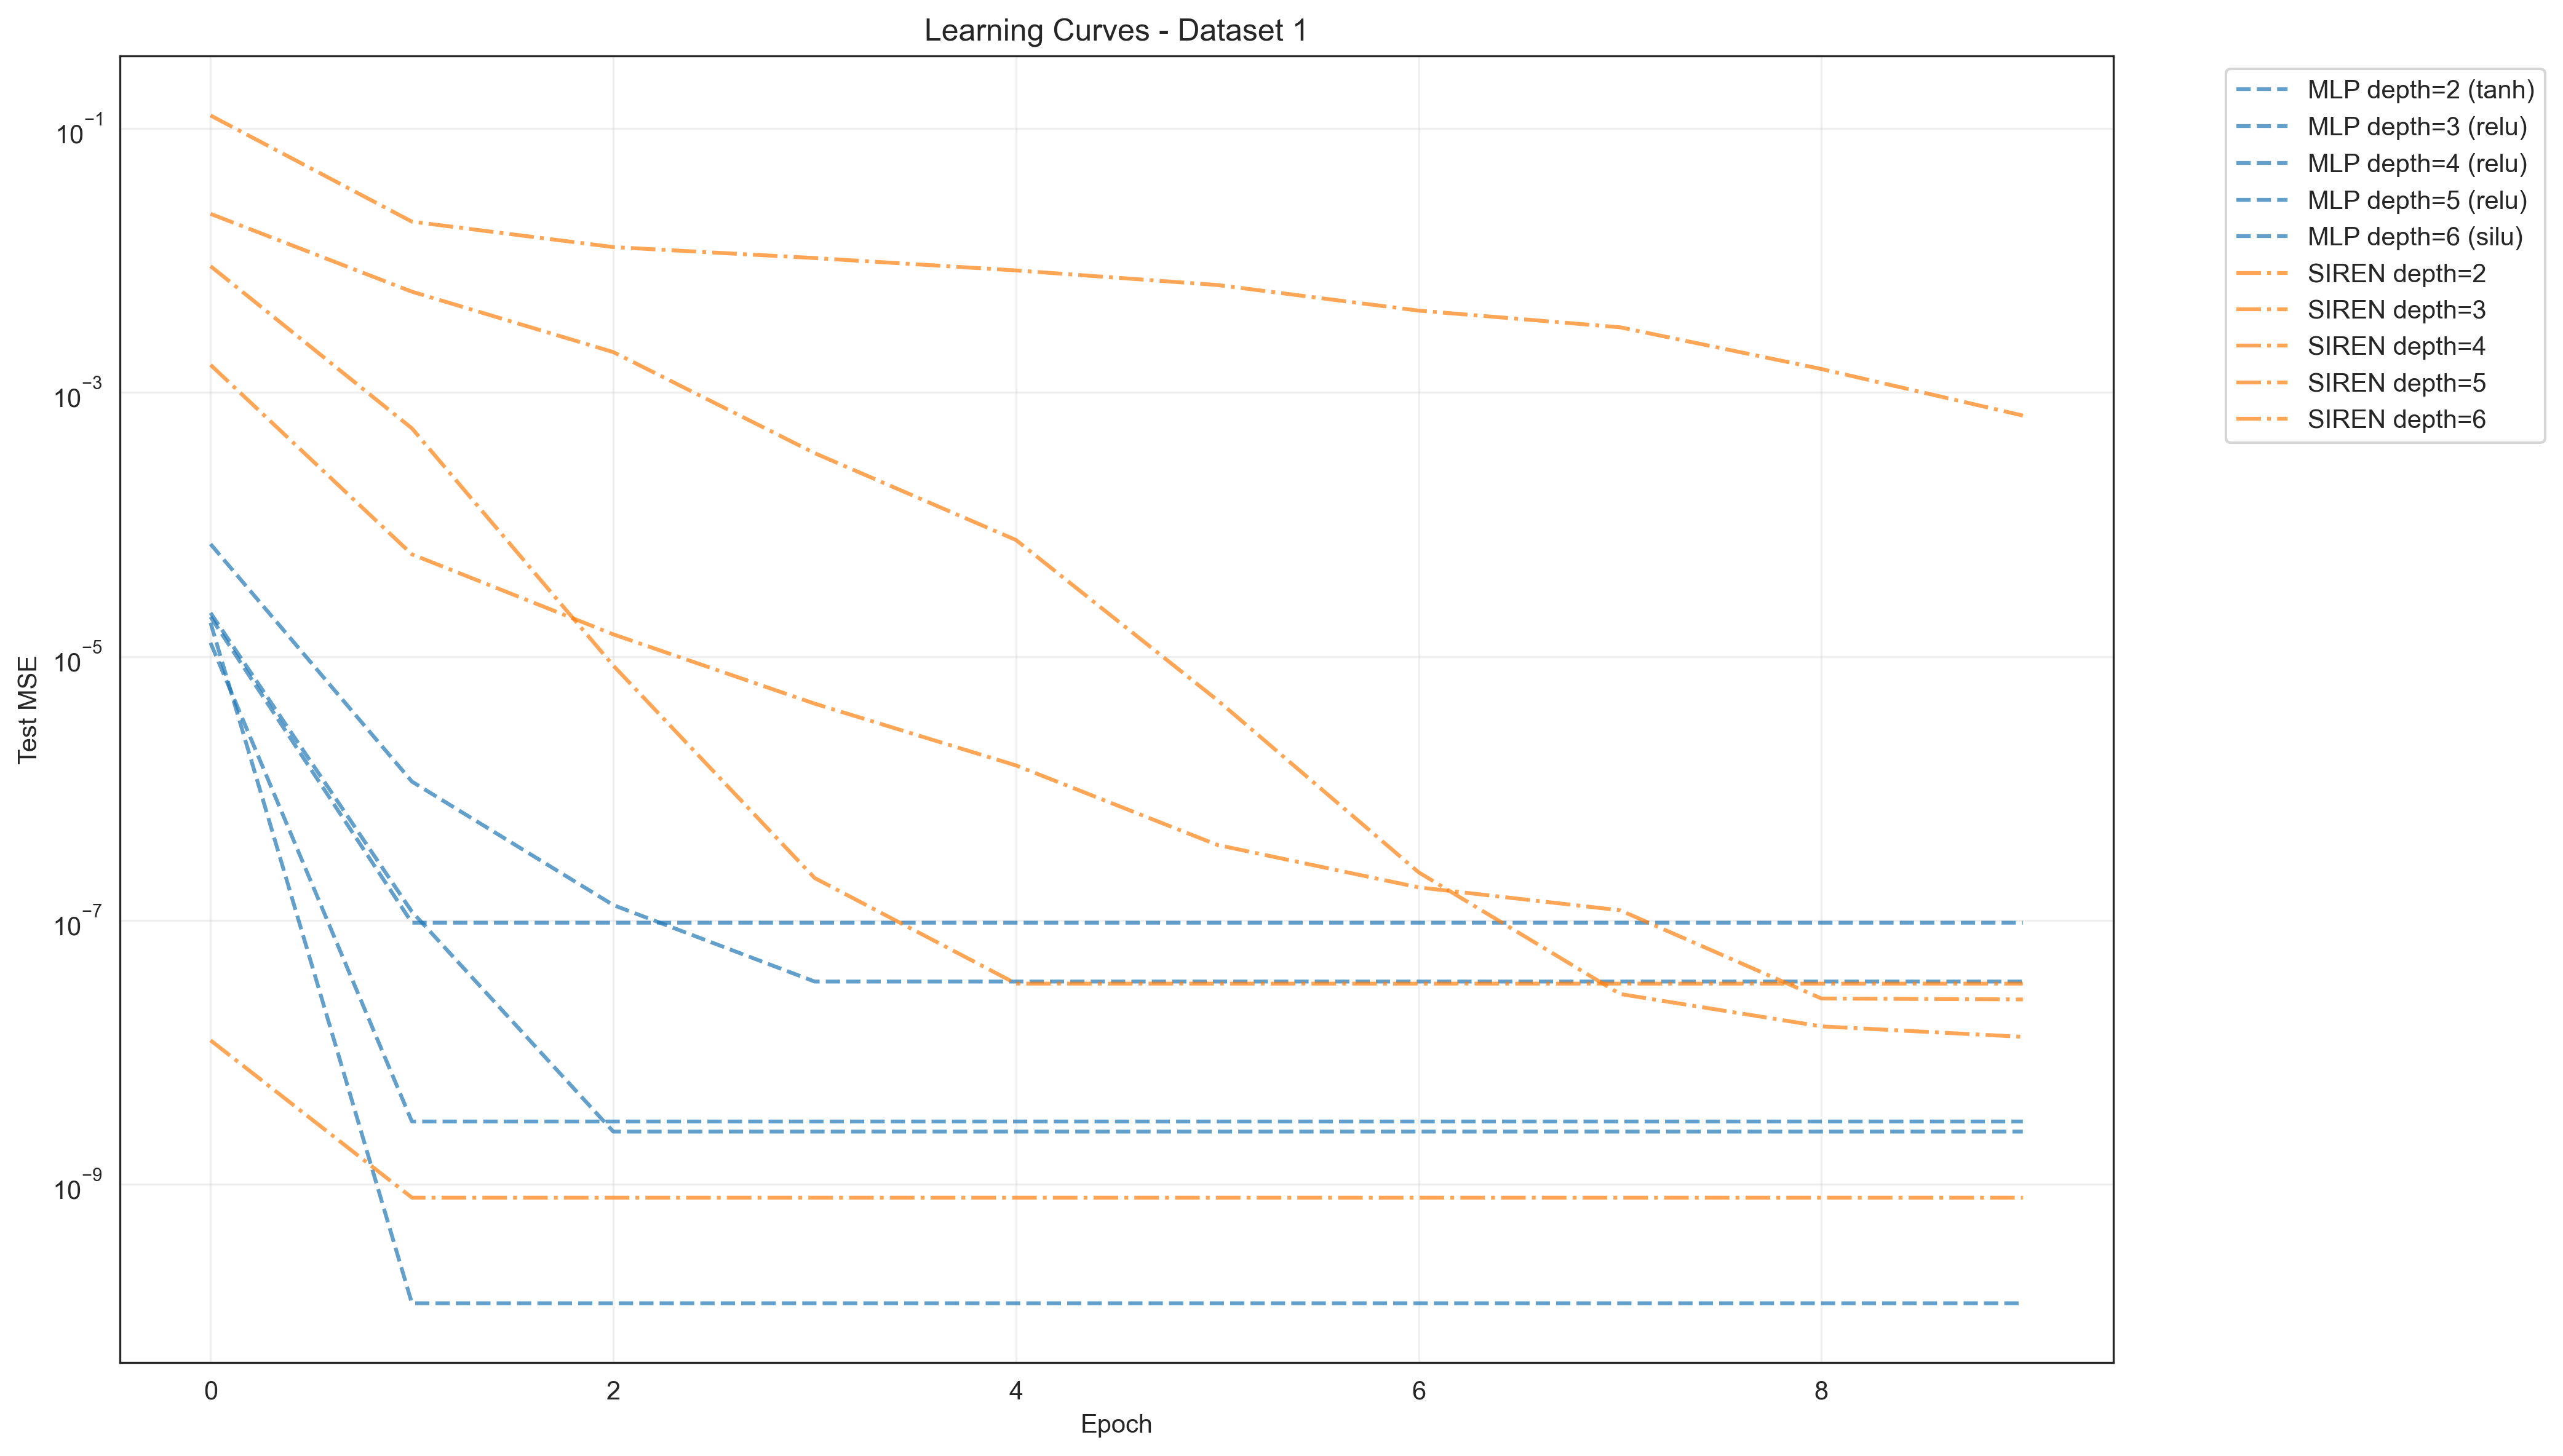 Learning Curves - Dataset 1
10⁻¹
10⁻³
10⁻⁵
10⁻⁷
10⁻⁹
Test MSE
0 2 4 6 8
Epoch
MLP depth=2 (tanh)
MLP depth=3 (relu)
MLP depth=4 (relu)
MLP depth=5 (relu)
MLP depth=6 (silu)
SIREN depth=2
SIREN depth=3
SIREN depth=4
SIREN depth=5
SIREN depth=6